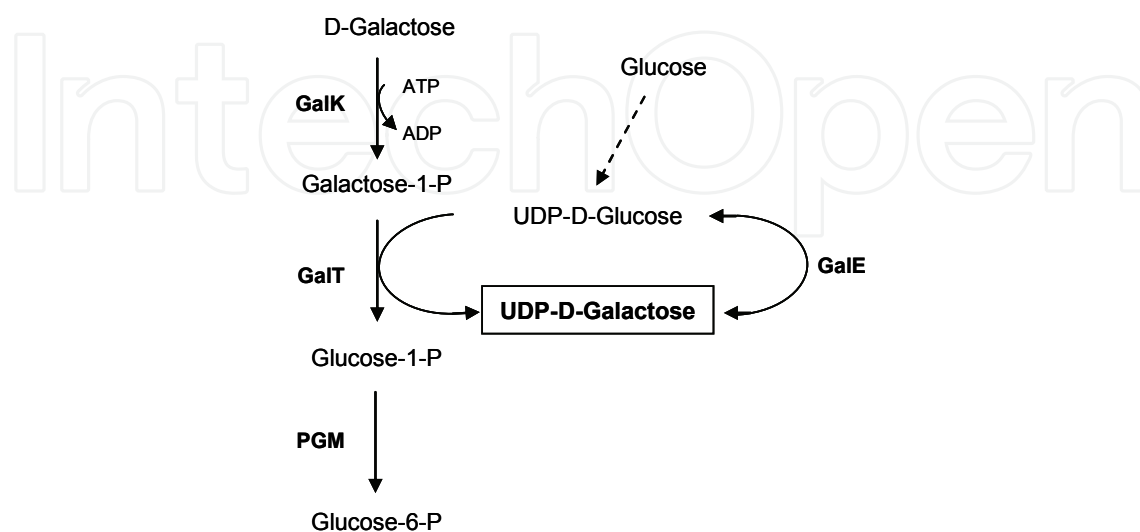 IntechOpen
D-Galactose
Glucose
GalK
ATP
ADP
Galactose-1-P
UDP-D-Glucose
GalT
GalE
UDP-D-Galactose
Glucose-1-P
PGM
Glucose-6-P